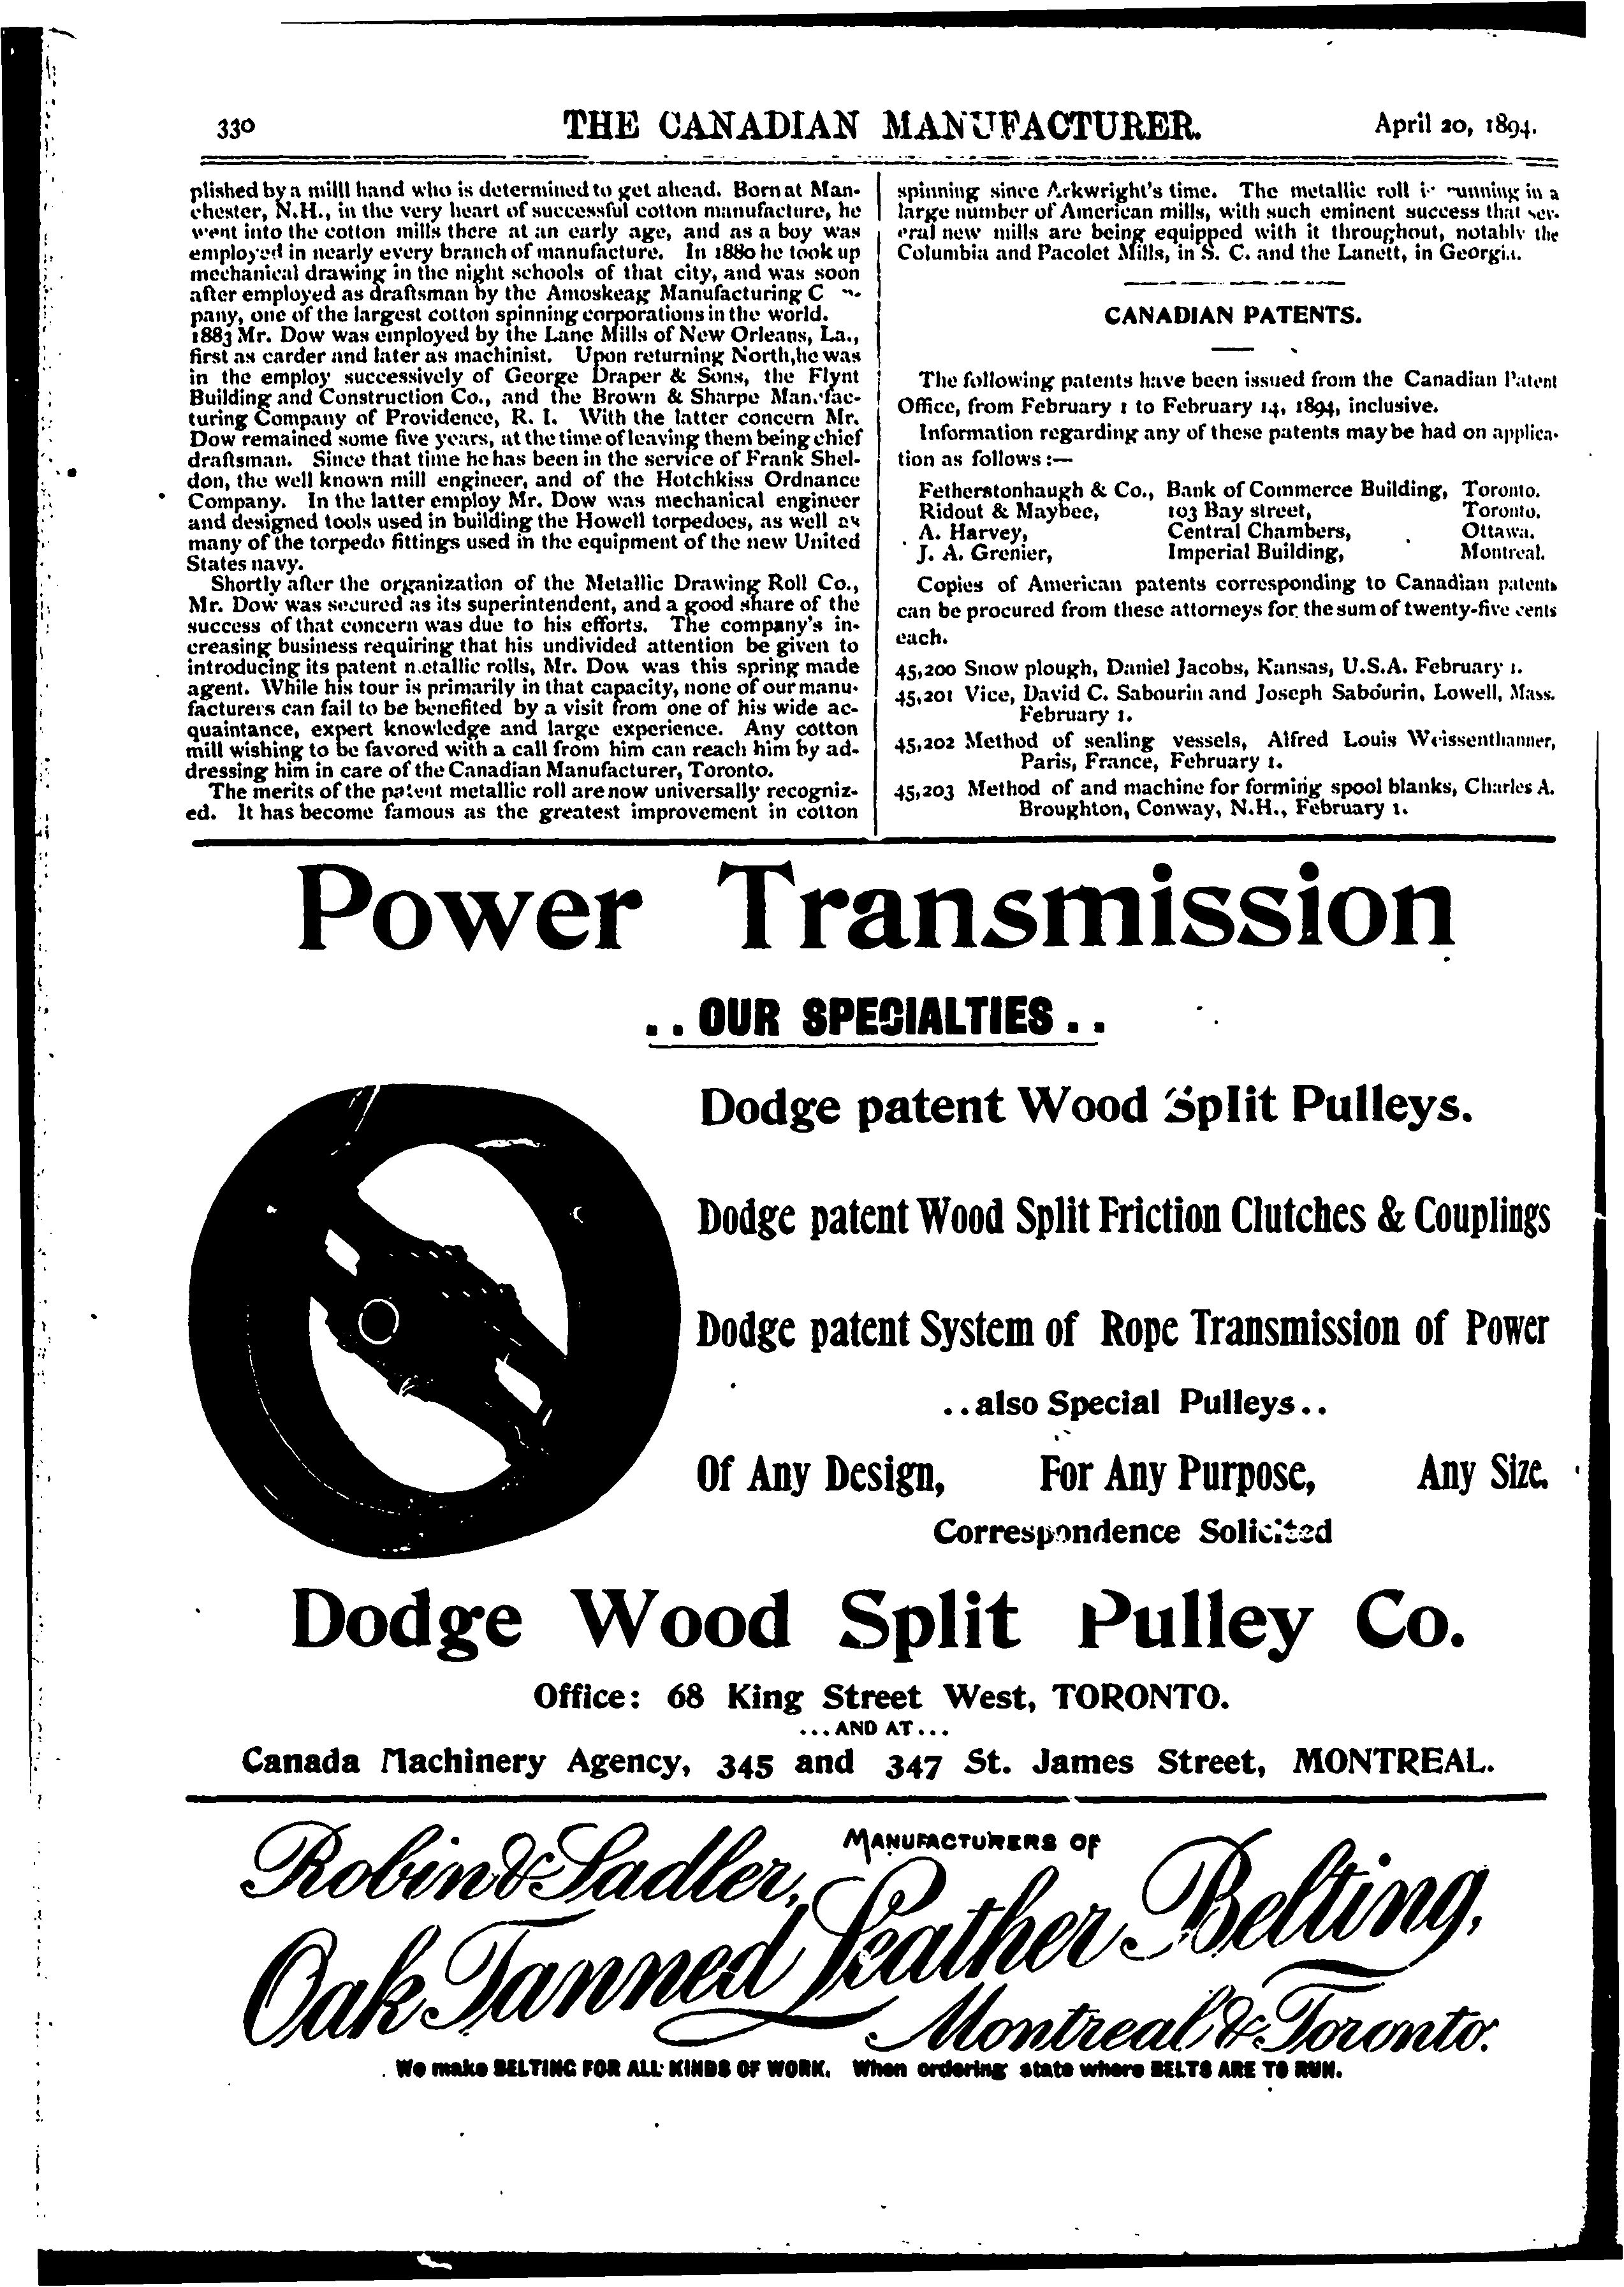 330
THE CANADIAN MANUFACTURER.
April 20, 1894.
plished by a milll hand who is determined to get ahead. Born at Man-
chester, N.H., in the very heart of successful cotton manufacture, he
went into the cotton mills there at an early age, and as a boy was
employed in nearly every branch of manufacture. In 1880 he took up
mechanical drawing in the night schools of that city, and was soon
after employed as draftsman by the Amoskeag Manufacturing C
pany, one of the largest cotton spinning corporations in the world.
1883 Mr. Dow was employed by the Lane Mills of New Orleans, La.,
first as carder and later as machinist. Upon returning North, he was
in the employ successively of George Draper & Sons, the Flynt
Building and Construction Co., and the Brown & Sharpe Manufac-
turing Company of Providence, R. I. With the latter concern Mr.
Dow remained some five years, at the time of leaving them being chief
draftsman. Since that time he has been in the service of Frank Shel-
don, the well known mill engineer, and of the Hotchkiss Ordnance
Company. In the latter employ Mr. Dow was mechanical engineer
and designed tools used in building the Howell torpedoes, as well as
many of the torpedo fittings used in the equipment of the new United
States navy.
Shortly after the organization of the Metallic Drawing Roll Co.,
Mr. Dow was secured as its superintendent, and a good share of the
success of that concern was due to his efforts. The company's in-
creasing business requiring that his undivided attention be given to
introducing its patent metallic rolls, Mr. Dow was this spring made
agent. While his tour is primarily in that capacity, none of our manu-
facturers can fail to be benefited by a visit from one of his wide ac-
quaintance, expert knowledge and large experience. Any cotton
mill wishing to be favored with a call from him can reach him by ad-
dressing him in care of the Canadian Manufacturer, Toronto.
The merits of the patent metallic roll are now universally recogniz-
ed. It has become famous as the greatest improvement in cotton
spinning since Arkwright's time. The metallic roll is running in a
large number of American mills, with such eminent success that sev-
eral new mills are being equipped with it throughout, notably the
Columbia and Pacolet Mills, in S. C. and the Lanett, in Georgia.
CANADIAN PATENTS.
The following patents have been issued from the Canadian Patent
Office, from February 1 to February 14, 1894, inclusive.
Information regarding any of these patents may be had on applica-
tion as follows :—
Fetherstonhaugh & Co., Bank of Commerce Building, Toronto.
Ridout & Maybee, 103 Bay street, Toronto.
A. Harvey, Central Chambers, Ottawa.
J. A. Grenier, Imperial Building, Montreal.
Copies of American patents corresponding to Canadian patents
can be procured from these attorneys for the sum of twenty-five cents
each.
45,200 Snow plough, Daniel Jacobs, Kansas, U.S.A. February 1.
45,201 Vice, David C. Sabourin and Joseph Sabourin, Lowell, Mass.
February 1.
45,202 Method of sealing vessels, Alfred Louis Weissenthanner,
Paris, France, February 1.
45,203 Method of and machine for forming spool blanks, Charles A.
Broughton, Conway, N.H., February 1.
Power Transmission
. . OUR SPECIALTIES . .
Dodge patent Wood Split Pulleys.
Dodge patent Wood Split Friction Clutches & Couplings
Dodge patent System of Rope Transmission of Power
. . also Special Pulleys . .
Of Any Design, For Any Purpose, Any Size.
Correspondence Solicited
Dodge Wood Split Pulley Co.
Office: 68 King Street West, TORONTO.
... AND AT ...
Canada Machinery Agency, 345 and 347 St. James Street, MONTREAL.
Robin & Sadler, MANUFACTURERS OF
Oak Tanned Leather Belting,
Montreal & Toronto.
We make BELTING FOR ALL KINDS OF WORK. When ordering state where BELTS ARE TO RUN.